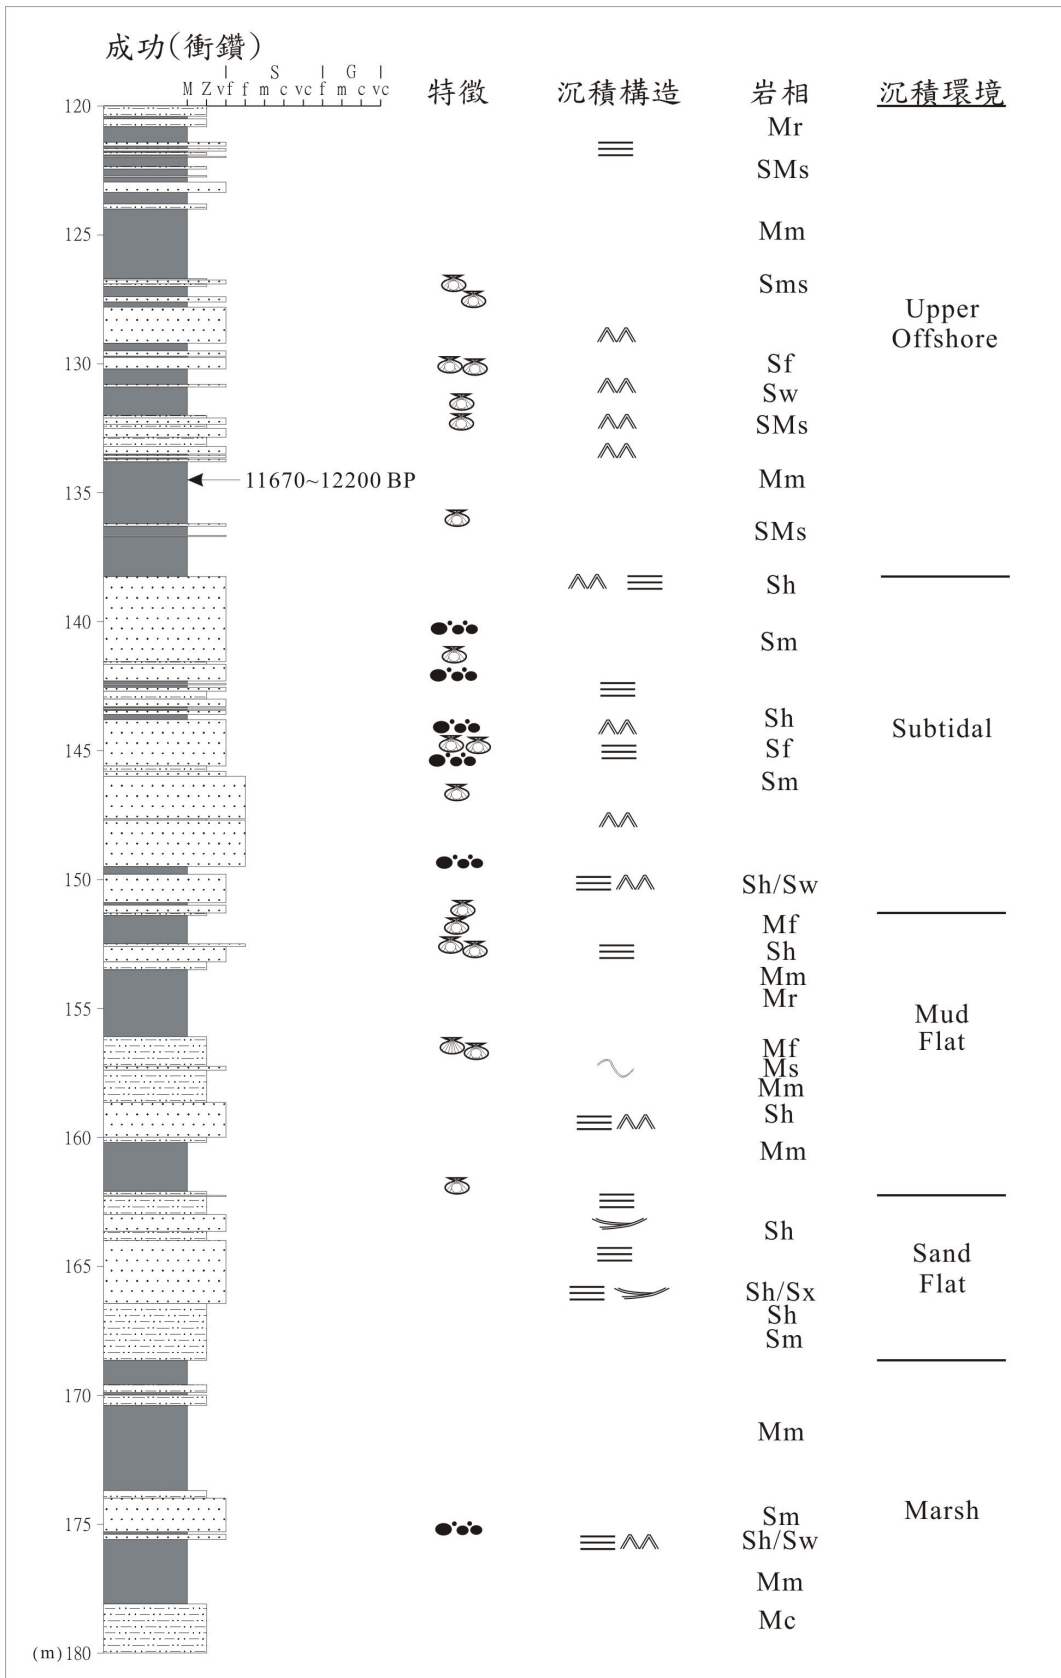 成功(衝鑽)
S G
M Z vf f m c vc f m c vc
特徵 沉積構造 岩相 沉積環境
120
Mr
SMs
125
Mm
Sms
Upper
Offshore
130
Sf
Sw
SMs
11670~12200 BP
Mm
135
SMs
Sh
140
Sm
Sh
Subtidal
145
Sf
Sm
150
Sh/Sw
Mf
Sh
Mm
Mr
155
Mud
Flat
Mf
Ms
Mm
Sh
160
Mm
Sh
165
Sand
Flat
Sh/Sx
Sh
Sm
170
Mm
175
Sm
Marsh
Sh/Sw
Mm
Mc
(m) 180